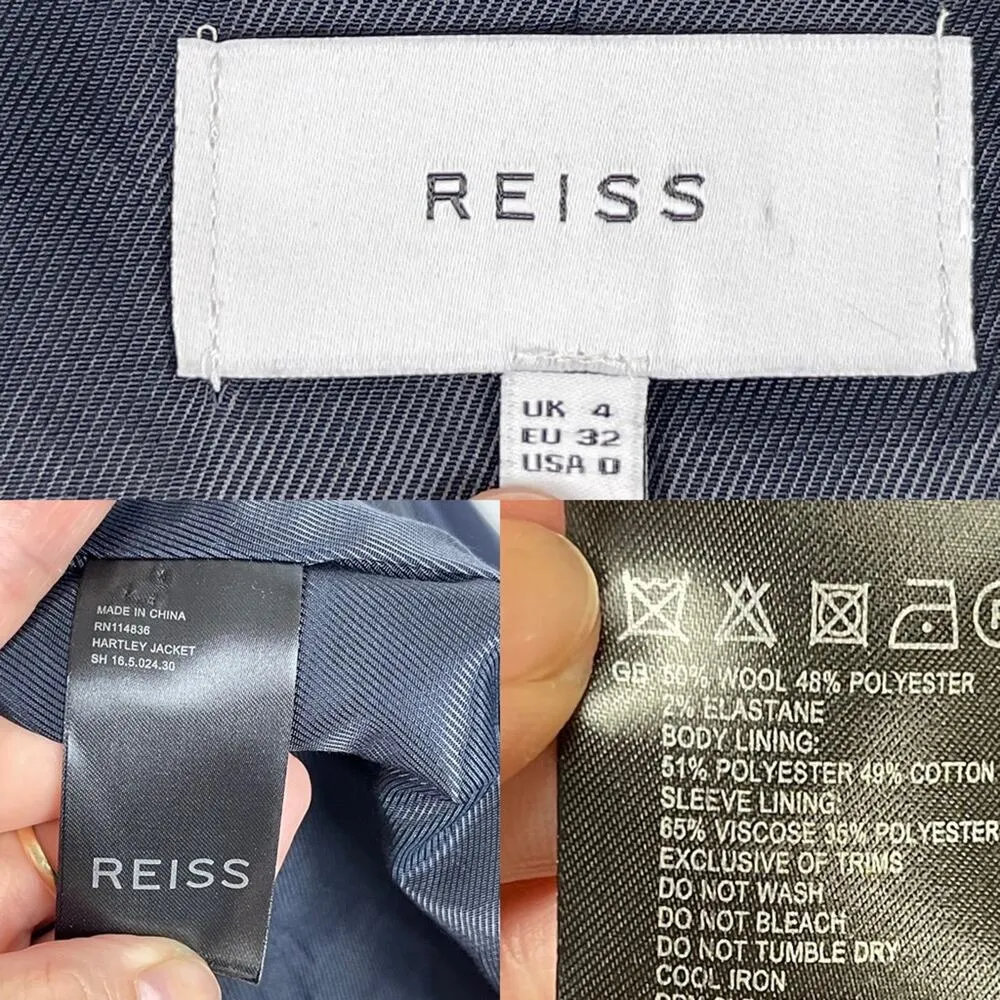 REISS
UK 4
EU 32
USA 0
MADE IN CHINA
RN114836
HARTLEY JACKET
SH 16.5.024.30
REISS
GB 50% WOOL 48% POLYESTER
2% ELASTANE
BODY LINING:
51% POLYESTER 49% COTTON
SLEEVE LINING:
65% VISCOSE 35% POLYESTER
EXCLUSIVE OF TRIMS
DO NOT WASH
DO NOT BLEACH
DO NOT TUMBLE DRY
COOL IRON